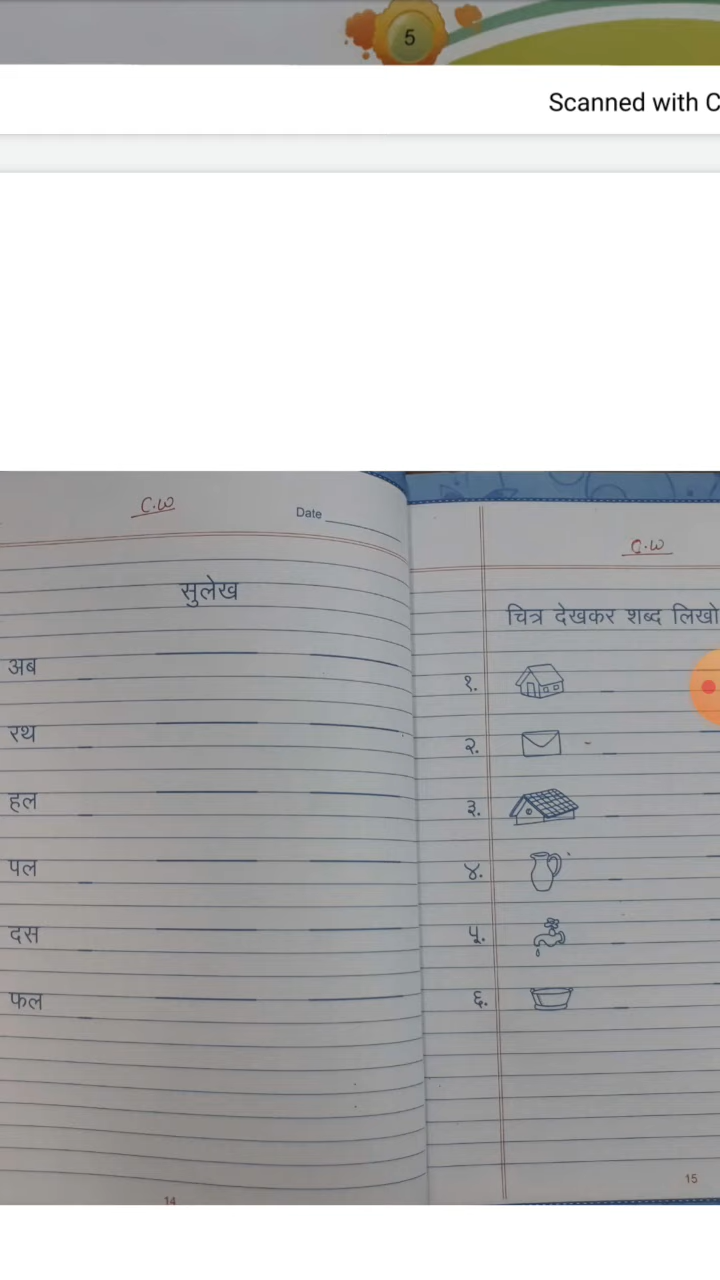 5
Scanned with C
C.W
Date
सुलेख
अब
रथ
हल
पल
दस
फल
14
C.W
चित्र देखकर शब्द लिखो
१.
२.
३.
४.
५.
६.
15